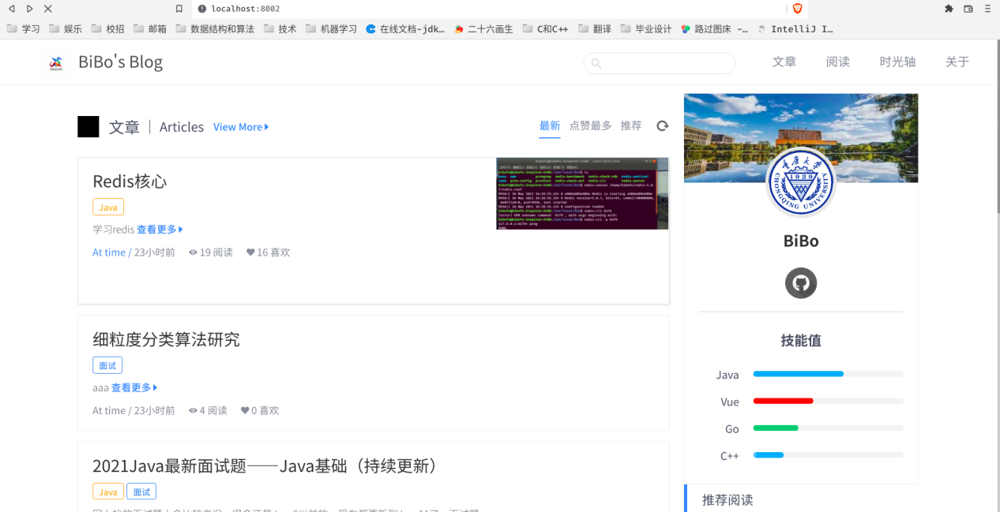 localhost:8002
学习 娱乐 校招 邮箱 数据结构和算法 技术 机器学习 在线文档-jdk… 二十六画生 C和C++ 翻译 毕业设计 路过图床 -… IntelliJ I…
BiBo's Blog
文章 阅读 时光轴 关于
文章 | Articles View More
最新 点赞最多 推荐
Redis核心
Java
学习redis 查看更多
At time / 23小时前 19 阅读 16 喜欢
细粒度分类算法研究
面试
aaa 查看更多
At time / 23小时前 4 阅读 0 喜欢
2021Java最新面试题——Java基础（持续更新）
Java 面试
1929
CHONGQING UNIVERSITY
BiBo
技能值
Java
Vue
Go
C++
推荐阅读